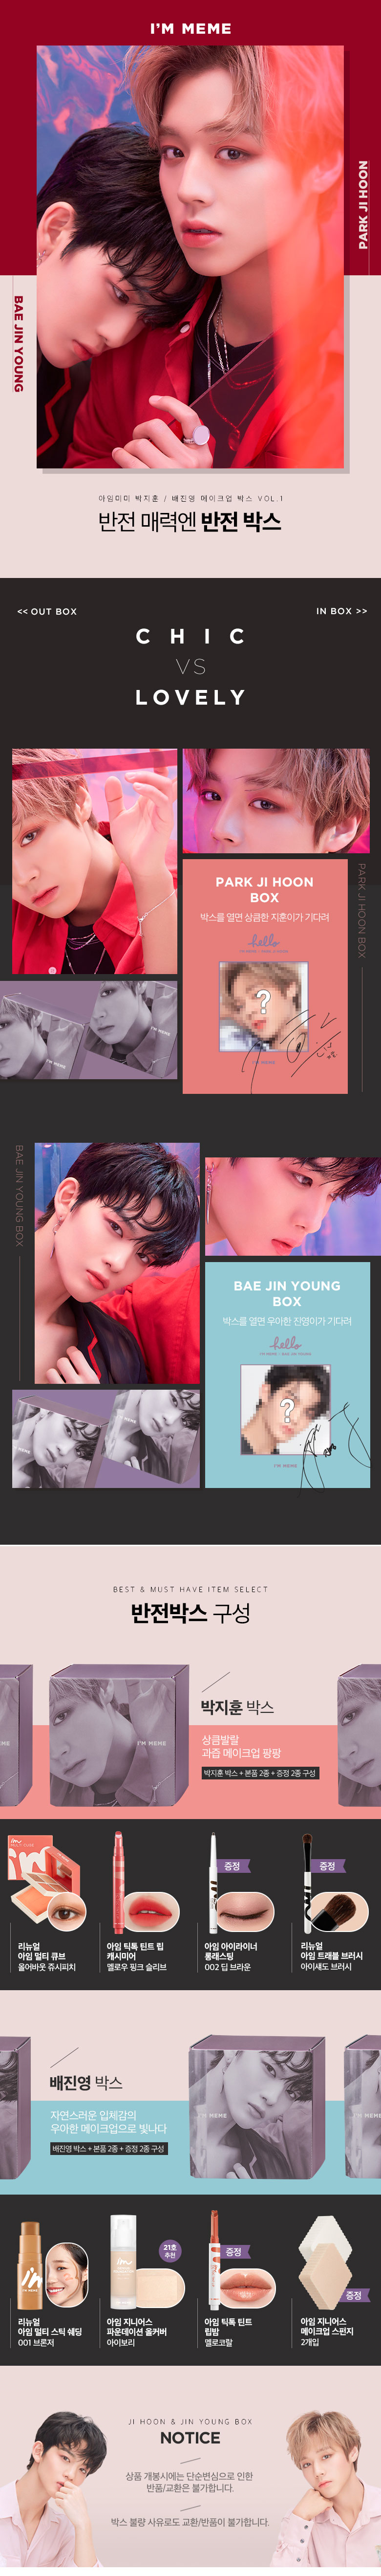 I'M MEME
PARK JI HOON
BAE JIN YOUNG
아임미미 박지훈 / 배진영 메이크업 박스 VOL.1
반전 매력엔 반전 박스
<< OUT BOX
IN BOX >>
CHIC
VS
LOVELY
PARK JI HOON
BOX
박스를 열면 상큼한 지훈이가 기다려
hello
?
I'M MEME
PARK JI HOON BOX
I'M MEME
BAE JIN YOUNG BOX
BAE JIN YOUNG
BOX
박스를 열면 우아한 진영이가 기다려
hello
?
I'M MEME
BEST & MUST HAVE ITEM SELECT
반전박스 구성
I'M MEME
박지훈 박스
상큼발랄
과즙 메이크업 팡팡
박지훈 박스 + 본품 2종 + 증정 2종 구성
리뉴얼
아임 멀티 큐브
올어바웃 쥬시피치
아임 틱톡 틴트 립
캐시미어
멜로우 핑크 슬리브
증정
아임 아이라이너
롱래스팅
002 딥 브라운
증정
리뉴얼
아임 트래블 브러시
아이섀도 브러시
배진영 박스
자연스러운 입체감의
우아한 메이크업으로 빛나다
배진영 박스 + 본품 2종 + 증정 2종 구성
I'M MEME
리뉴얼
아임 멀티 스틱 쉐딩
001 브론저
21호
추천
아임 지니어스
파운데이션 올커버
아이보리
증정
아임 틱톡 틴트
립밤
멜로코랄
증정
아임 지니어스
메이크업 스펀지
2개입
JI HOON & JIN YOUNG BOX
NOTICE
상품 개봉시에는 단순변심으로 인한
반품/교환은 불가합니다.
박스 불량 사유로도 교환/반품이 불가합니다.